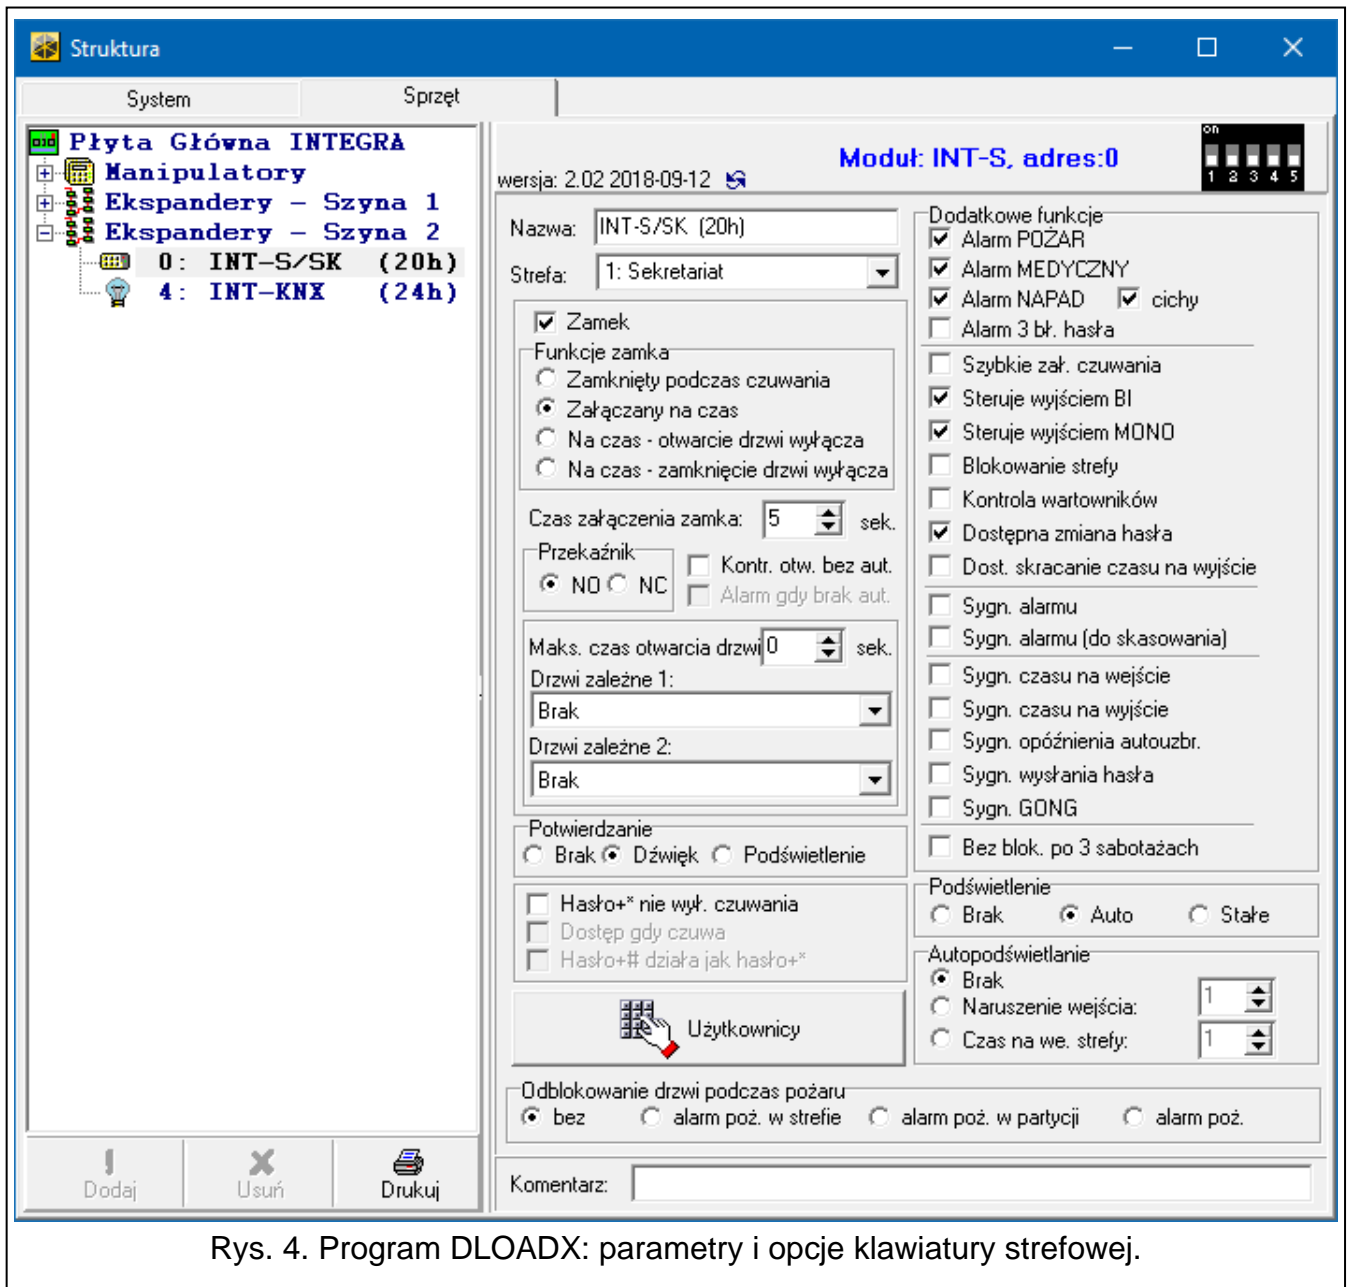 Struktura
System
Sprzęt
Płyta Główna INTEGRA
Manipulatory
Ekspandery - Szyna 1
Ekspandery - Szyna 2
0: INT-S/SK (20h)
4: INT-KNX (24h)
Dodaj
Usuń
Drukuj
wersja: 2.02 2018-09-12
Moduł: INT-S, adres:0
on
1 2 3 4 5
Nazwa: INT-S/SK (20h)
Strefa: 1: Sekretariat
Zamek
Funkcje zamka
Zamknięty podczas czuwania
Załączany na czas
Na czas - otwarcie drzwi wyłącza
Na czas - zamknięcie drzwi wyłącza
Czas załączenia zamka: 5 sek.
Przekaźnik
NO NC
Kontr. otw. bez aut.
Alarm gdy brak aut.
Maks. czas otwarcia drzwi 0 sek.
Drzwi zależne 1:
Brak
Drzwi zależne 2:
Brak
Potwierdzanie
Brak Dźwięk Podświetlenie
Hasło+* nie wył. czuwania
Dostęp gdy czuwa
Hasło+# działa jak hasło+*
Użytkownicy
Dodatkowe funkcje
Alarm POŻAR
Alarm MEDYCZNY
Alarm NAPAD cichy
Alarm 3 bł. hasła
Szybkie zał. czuwania
Steruje wyjściem BI
Steruje wyjściem MONO
Blokowanie strefy
Kontrola wartowników
Dostępna zmiana hasła
Dost. skracanie czasu na wyjście
Sygn. alarmu
Sygn. alarmu (do skasowania)
Sygn. czasu na wejście
Sygn. czasu na wyjście
Sygn. opóźnienia autouzbr.
Sygn. wysłania hasła
Sygn. GONG
Bez blok. po 3 sabotażach
Podświetlenie
Brak Auto Stałe
Autopodświetlanie
Brak
Naruszenie wejścia: 1
Czas na we. strefy: 1
Odblokowanie drzwi podczas pożaru
bez alarm poż. w strefie alarm poż. w partycji alarm poż.
Komentarz:
Rys. 4. Program DLOADX: parametry i opcje klawiatury strefowej.